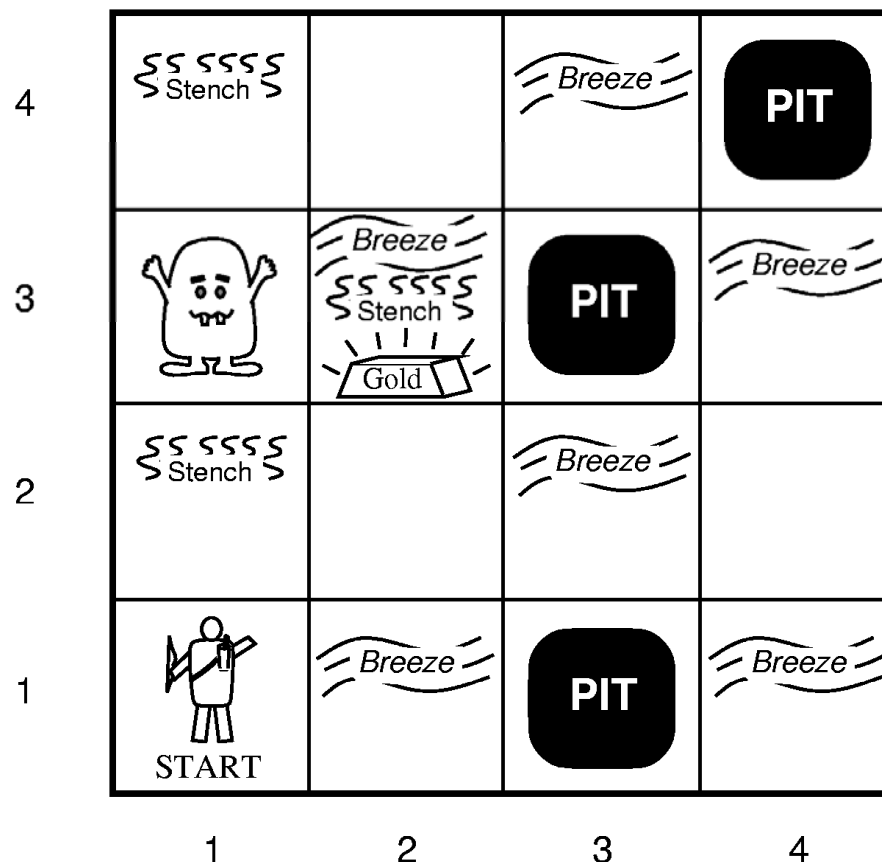 4
Stench
Breeze
PIT
3
Breeze
Stench
Gold
PIT
Breeze
2
Stench
Breeze
1
START
Breeze
PIT
Breeze
1 2 3 4